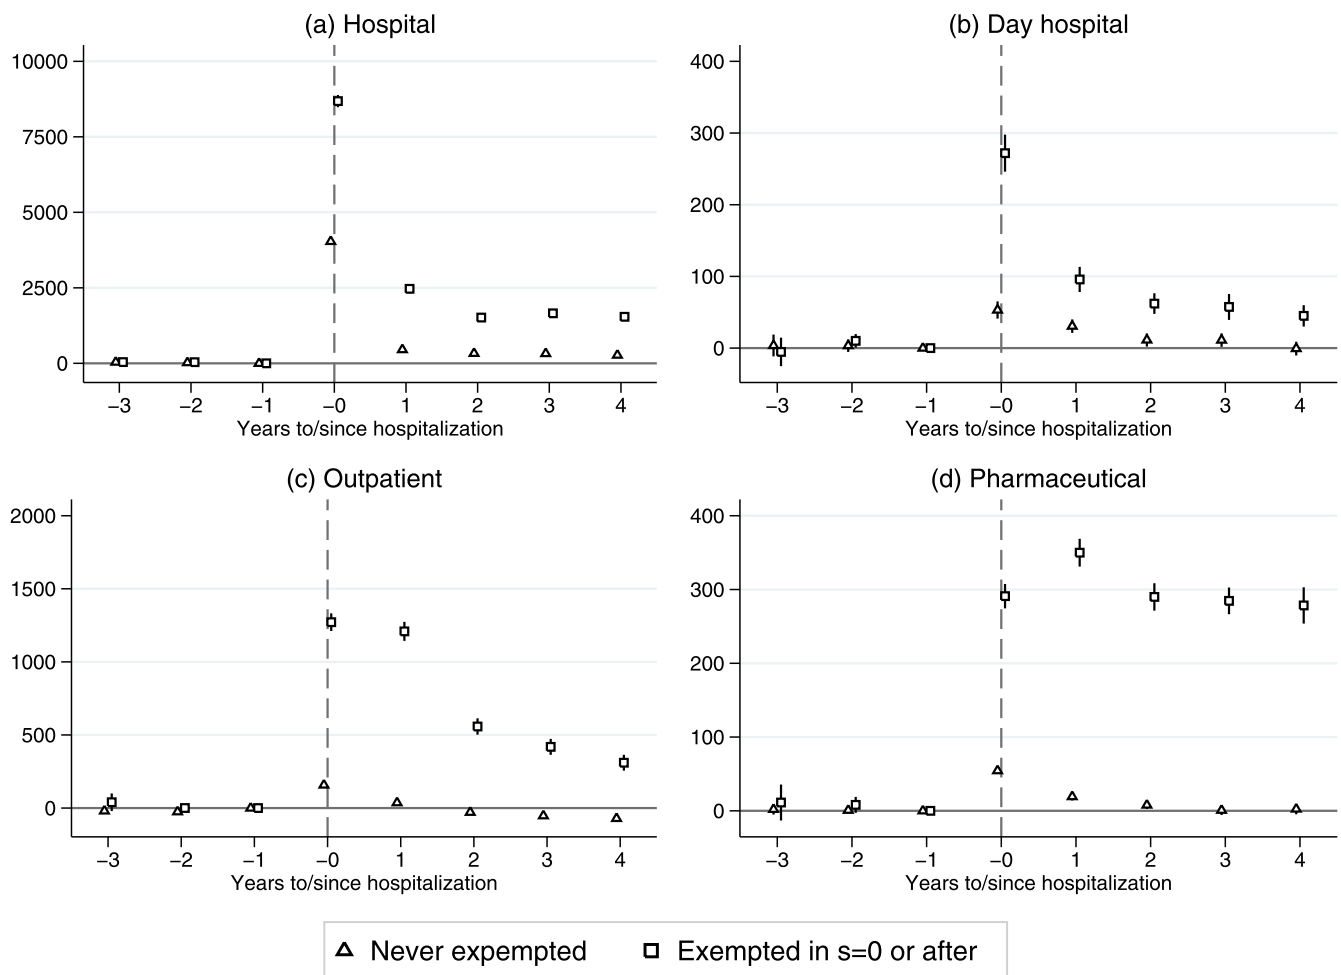 (a) Hospital
10000
7500
5000
2500
0
−3 −2 −1 −0 1 2 3 4
Years to/since hospitalization
(b) Day hospital
400
300
200
100
0
−3 −2 −1 −0 1 2 3 4
Years to/since hospitalization
(c) Outpatient
2000
1500
1000
500
0
−3 −2 −1 −0 1 2 3 4
Years to/since hospitalization
(d) Pharmaceutical
400
300
200
100
0
−3 −2 −1 −0 1 2 3 4
Years to/since hospitalization
Never expempted Exempted in s=0 or after